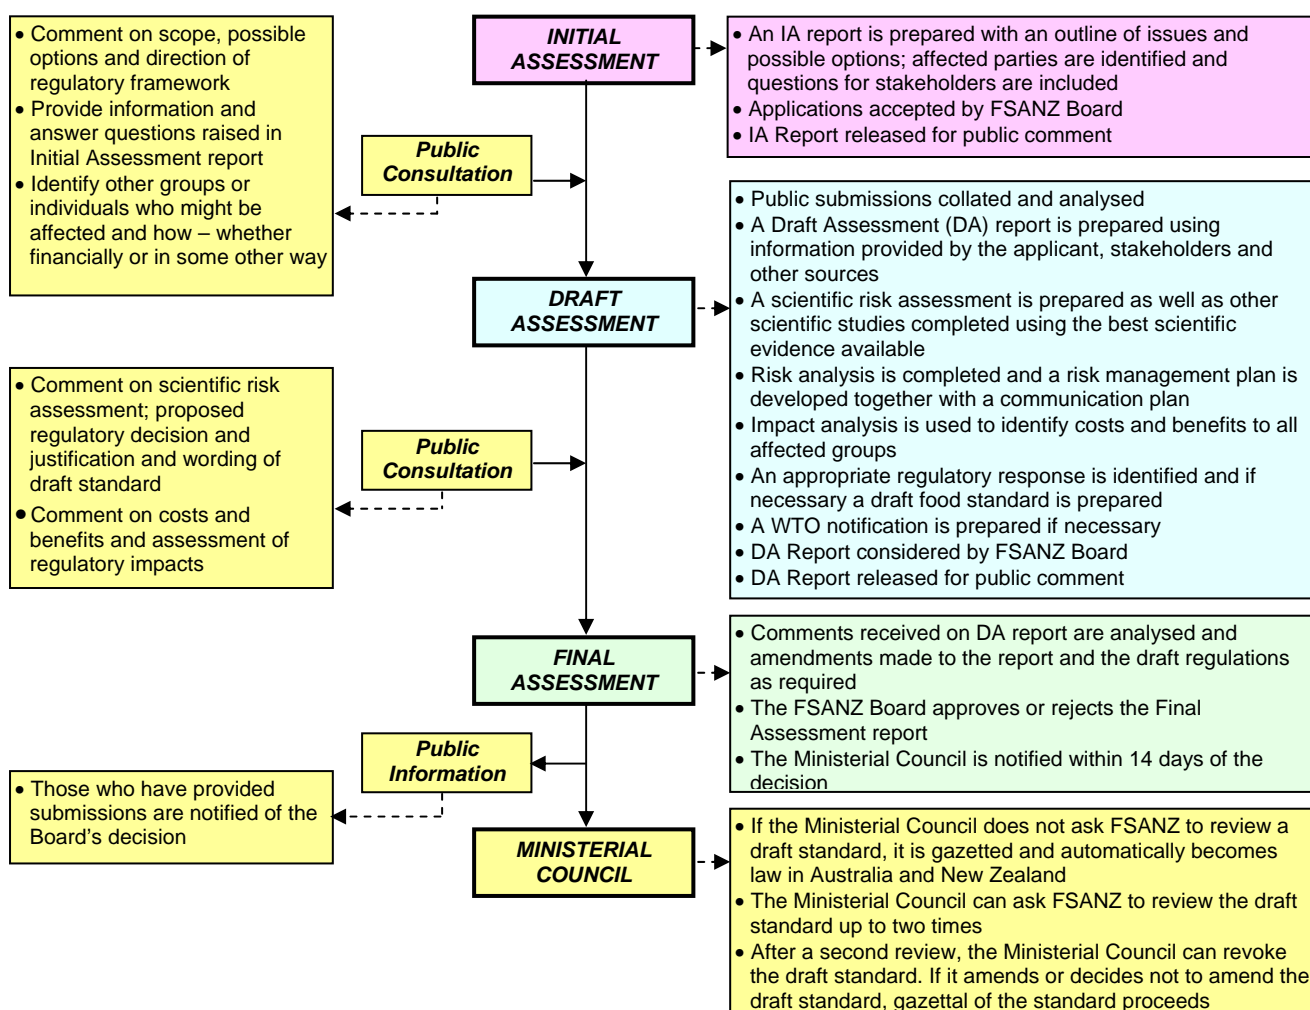 • Comment on scope, possible
options and direction of
regulatory framework
• Provide information and
answer questions raised in
Initial Assessment report
• Identify other groups or
individuals who might be
affected and how – whether
financially or in some other way
INITIAL
ASSESSMENT
• An IA report is prepared with an outline of issues and
possible options; affected parties are identified and
questions for stakeholders are included
• Applications accepted by FSANZ Board
• IA Report released for public comment
Public
Consultation
DRAFT
ASSESSMENT
• Public submissions collated and analysed
• A Draft Assessment (DA) report is prepared using
information provided by the applicant, stakeholders and
other sources
• A scientific risk assessment is prepared as well as other
scientific studies completed using the best scientific
evidence available
• Risk analysis is completed and a risk management plan is
developed together with a communication plan
• Impact analysis is used to identify costs and benefits to all
affected groups
• An appropriate regulatory response is identified and if
necessary a draft food standard is prepared
• A WTO notification is prepared if necessary
• DA Report considered by FSANZ Board
• DA Report released for public comment
• Comment on scientific risk
assessment; proposed
regulatory decision and
justification and wording of
draft standard
• Comment on costs and
benefits and assessment of
regulatory impacts
Public
Consultation
FINAL
ASSESSMENT
• Comments received on DA report are analysed and
amendments made to the report and the draft regulations
as required
• The FSANZ Board approves or rejects the Final
Assessment report
• The Ministerial Council is notified within 14 days of the
decision
Public
Information
• Those who have provided
submissions are notified of the
Board's decision
MINISTERIAL
COUNCIL
• If the Ministerial Council does not ask FSANZ to review a
draft standard, it is gazetted and automatically becomes
law in Australia and New Zealand
• The Ministerial Council can ask FSANZ to review the draft
standard up to two times
• After a second review, the Ministerial Council can revoke
the draft standard. If it amends or decides not to amend the
draft standard, gazettal of the standard proceeds